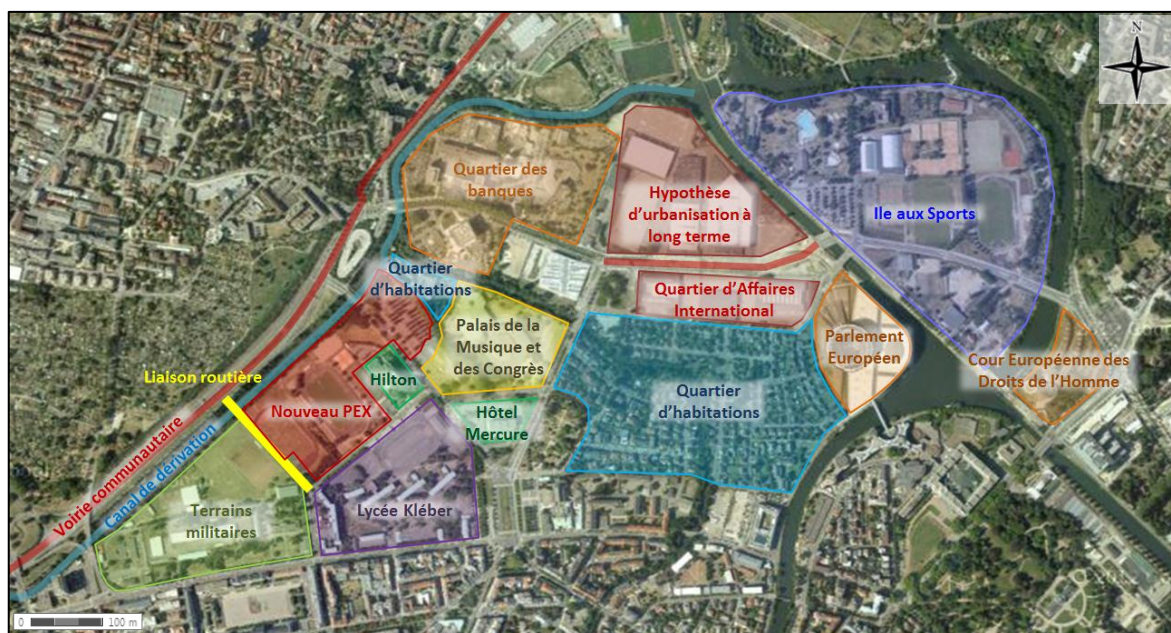 N
Quartier des
banques
Hypothèse
d'urbanisation à
long terme
Ile aux Sports
Quartier
d'habitations
Quartier d'Affaires
International
Palais de la
Musique et
des Congrès
Parlement
Européen
Cour Européenne des
Droits de l'Homme
Liaison routière
Hilton
Nouveau PEX
Quartier
d'habitations
Hôtel
Mercure
Voirie communautaire
Canal de dérivation
Terrains
militaires
Lycée Kléber
0 100 m